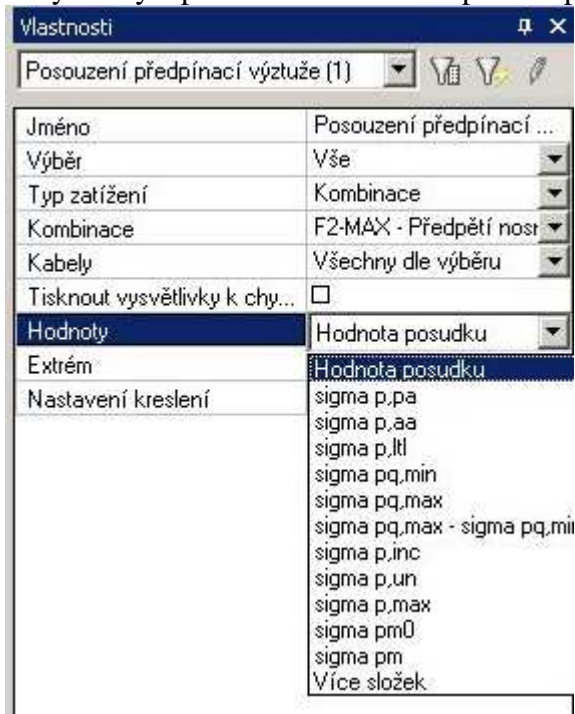 Vlastnosti
Posouzení předpínací výztuže (1)
Jméno Posouzení předpínací ...
Výběr Vše
Typ zatížení Kombinace
Kombinace F2-MAX - Předpětí nosr
Kabely Všechny dle výběru
Tisknout vysvětlivky k chy...
Hodnoty Hodnota posudku
Extrém Hodnota posudku
Nastavení kreslení sigma p,pa
sigma p,aa
sigma p,ltl
sigma pq,min
sigma pq,max
sigma pq,max - sigma pq,mi
sigma p,inc
sigma p,un
sigma p,max
sigma pm0
sigma pm
Více složek